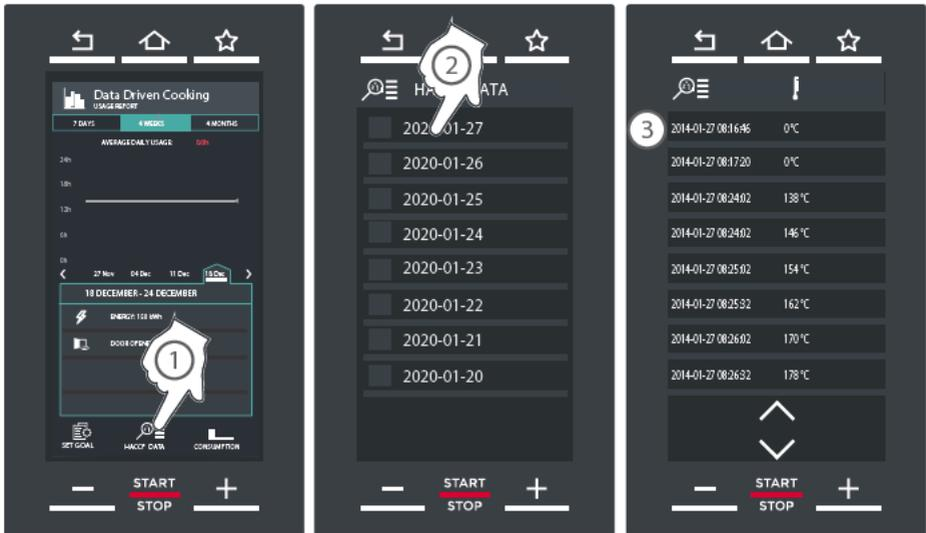 Data Driven Cooking
USAGE REPORT
7 DAYS 4 WEEKS 4 MONTHS
AVERAGE DAILY USAGE: 0.0h
24h
18h
12h
6h
0h
27 Nov 04 Dec 11 Dec 18 Dec
18 DECEMBER - 24 DECEMBER
ENERGY: 168 kWh
1
SET GOAL HACCP DATA CONSUMPTION
START
STOP
2
2020-01-27
2020-01-26
2020-01-25
2020-01-24
2020-01-23
2020-01-22
2020-01-21
2020-01-20
START
STOP
3
2014-01-27 08:16:46 0°C
2014-01-27 08:17:20 0°C
2014-01-27 08:24:02 138°C
2014-01-27 08:24:02 146°C
2014-01-27 08:25:02 154°C
2014-01-27 08:25:32 162°C
2014-01-27 08:26:02 170°C
2014-01-27 08:26:32 178°C
START
STOP